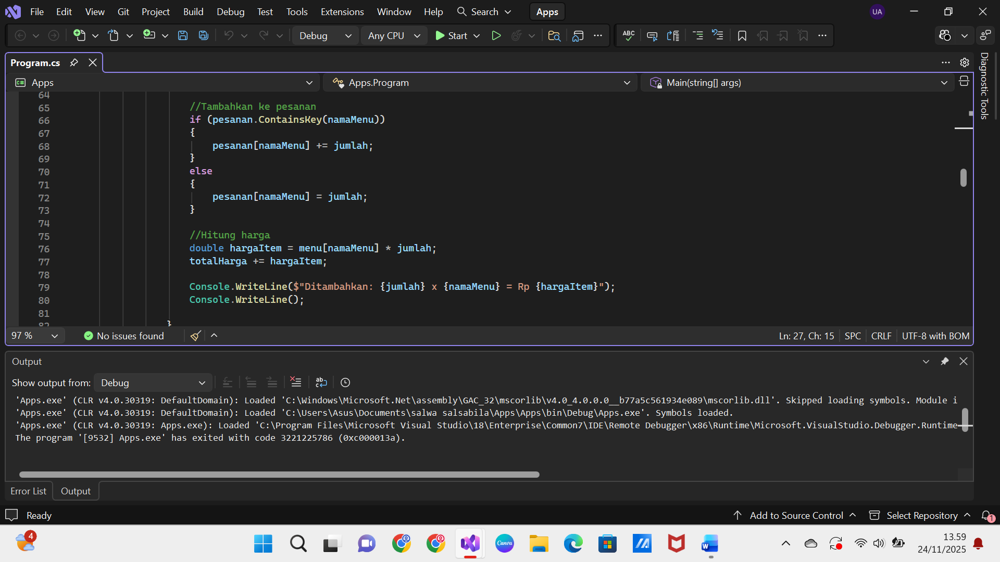 File Edit View Git Project Build Debug Test Tools Extensions Window Help Search Apps UA
Debug Any CPU Start ABC
Program.cs
Apps Apps.Program Main(string[] args)
Diagnostic Tools
64
65 //Tambahkan ke pesanan
66 if (pesanan.ContainsKey(namaMenu))
67 {
68 pesanan[namaMenu] += jumlah;
69 }
70 else
71 {
72 pesanan[namaMenu] = jumlah;
73 }
74
75 //Hitung harga
76 double hargaItem = menu[namaMenu] * jumlah;
77 totalHarga += hargaItem;
78
79 Console.WriteLine($"Ditambahkan: {jumlah} x {namaMenu} = Rp {hargaItem}");
80 Console.WriteLine();
81
82 }
97 % No issues found Ln: 27, Ch: 15 SPC CRLF UTF-8 with BOM
Output
Show output from: Debug
'Apps.exe' (CLR v4.0.30319: DefaultDomain): Loaded 'C:\Windows\Microsoft.Net\assembly\GAC_32\mscorlib\v4.0_4.0.0.0__b77a5c561934e089\mscorlib.dll'. Skipped loading symbols. Module i
'Apps.exe' (CLR v4.0.30319: DefaultDomain): Loaded 'C:\Users\Asus\Documents\salwa salsabila\Apps\Apps\bin\Debug\Apps.exe'. Symbols loaded.
'Apps.exe' (CLR v4.0.30319: Apps.exe): Loaded 'C:\Program Files\Microsoft Visual Studio\18\Enterprise\Common7\IDE\Remote Debugger\x86\Runtime\Microsoft.VisualStudio.Debugger.Runtime
The program '[9532] Apps.exe' has exited with code 3221225786 (0xc000013a).
Error List Output
Ready Add to Source Control Select Repository 1
4 Canva W 13.59
24/11/2025